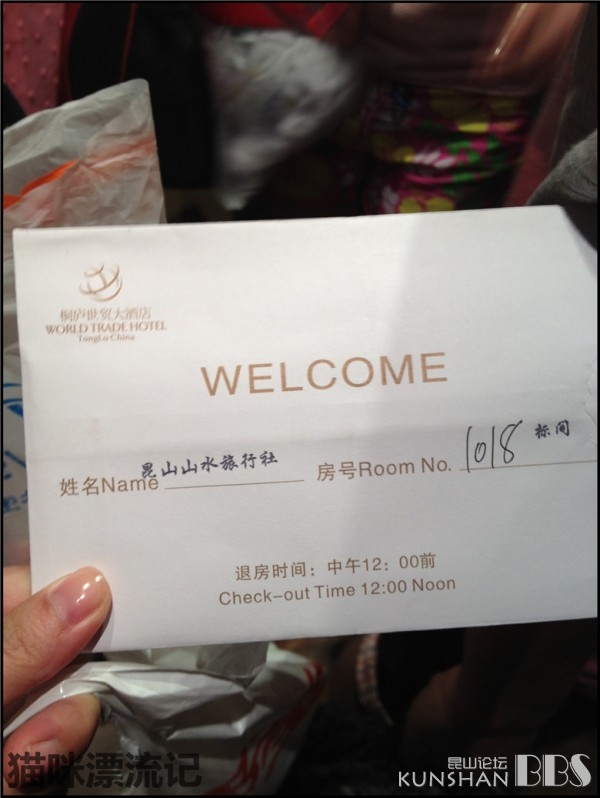 桐庐世贸大酒店
WORLD TRADE HOTEL
TongLu China
WELCOME
姓名Name 昆山山水旅行社 房号Room No. 1018 标间
退房时间：中午12：00前
Check-out Time 12:00 Noon
猫咪漂流记
昆山论坛
KUNSHAN BBS